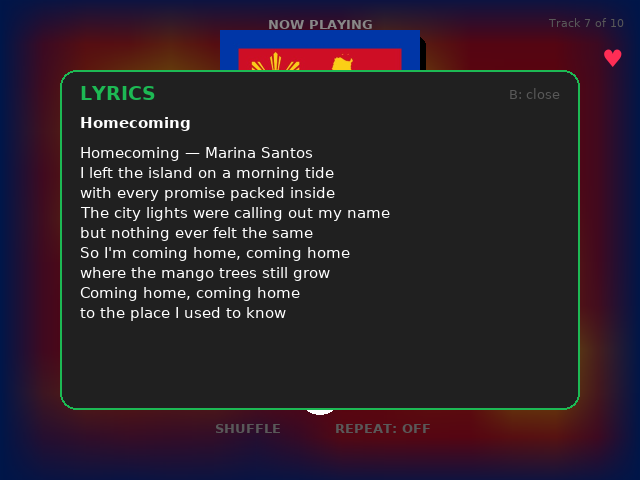 NOW PLAYING
Track 7 of 10
LYRICS
B: close
Homecoming
Homecoming — Marina Santos
I left the island on a morning tide
with every promise packed inside
The city lights were calling out my name
but nothing ever felt the same
So I'm coming home, coming home
where the mango trees still grow
Coming home, coming home
to the place I used to know
SHUFFLE
REPEAT: OFF